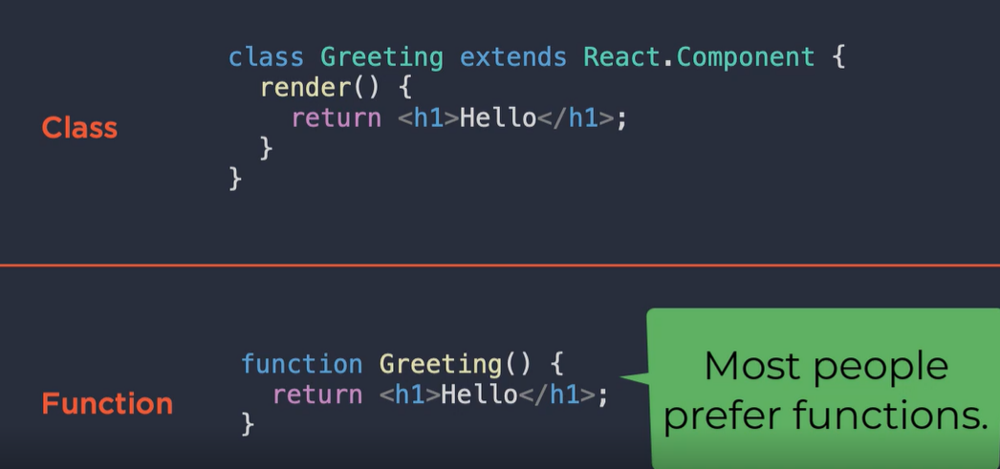 Class
class Greeting extends React.Component {
  render() {
    return <h1>Hello</h1>;
  }
}
Function
function Greeting() {
  return <h1>Hello</h1>;
}
Most people
prefer functions.